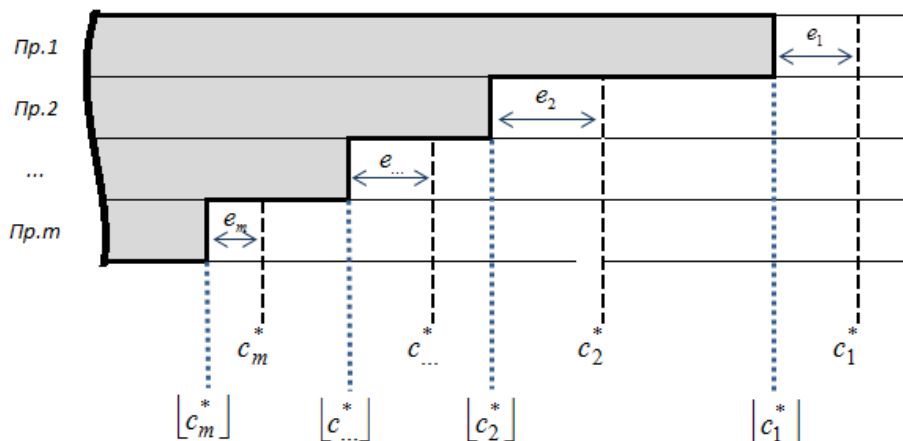 Пр.1 e₁
Пр.2 e₂
... e...
Пр.m eₘ
c*ₘ c*... c*₂ c*₁
⌊c*ₘ⌋ ⌊c*...⌋ ⌊c*₂⌋ ⌊c*₁⌋